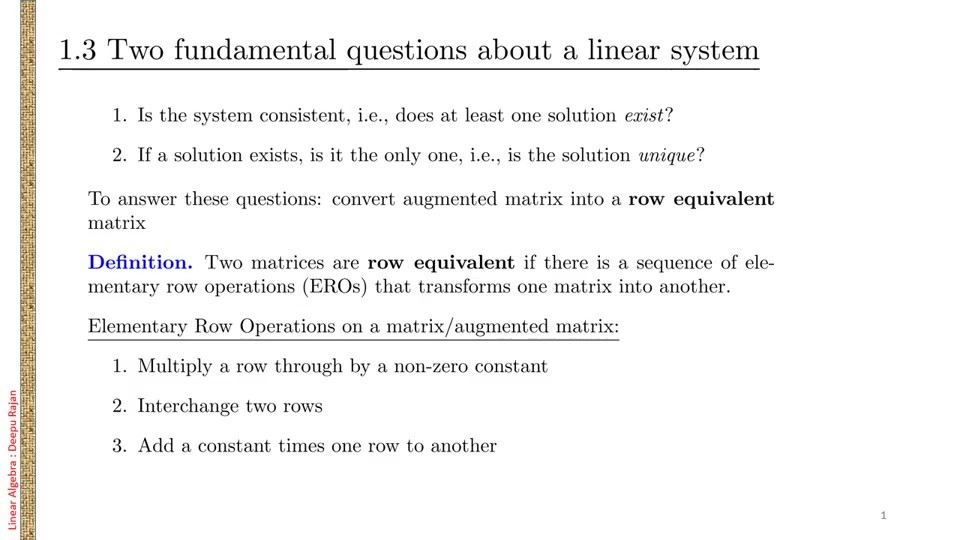 1.3 Two fundamental questions about a linear system
1. Is the system consistent, i.e., does at least one solution exist?
2. If a solution exists, is it the only one, i.e., is the solution unique?
To answer these questions: convert augmented matrix into a row equivalent
matrix
Definition. Two matrices are row equivalent if there is a sequence of ele-
mentary row operations (EROs) that transforms one matrix into another.
Elementary Row Operations on a matrix/augmented matrix:
1. Multiply a row through by a non-zero constant
2. Interchange two rows
3. Add a constant times one row to another
Linear Algebra : Deepu Rajan
1